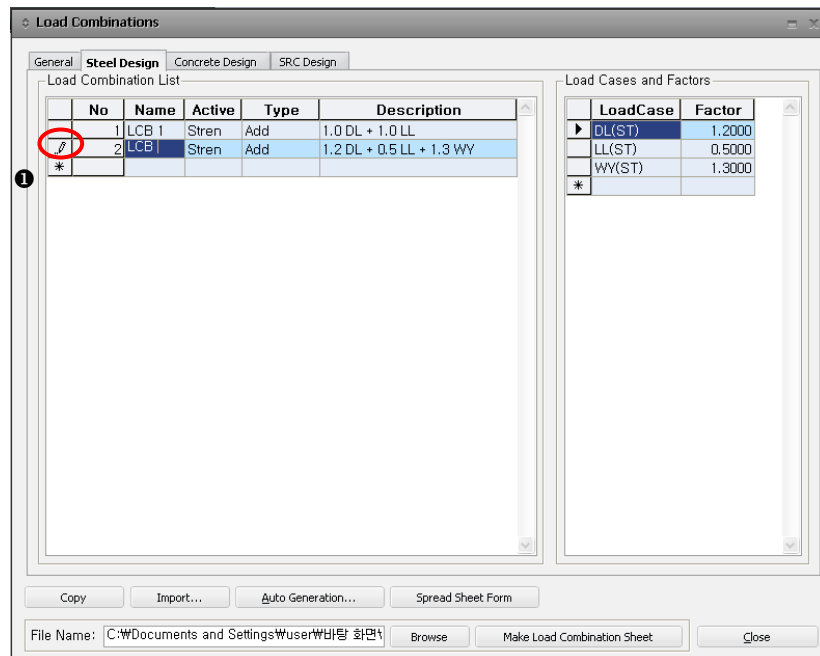 Load Combinations
General Steel Design Concrete Design SRC Design
Load Combination List
No Name Active Type Description
1 LCB 1 Stren Add 1.0 DL + 1.0 LL
2 LCB Stren Add 1.2 DL + 0.5 LL + 1.3 WY
*
❶
Load Cases and Factors
LoadCase Factor
DL(ST) 1.2000
LL(ST) 0.5000
WY(ST) 1.3000
*
Copy Import... Auto Generation... Spread Sheet Form
File Name: C:₩Documents and Settings₩user₩바탕 화면₩ Browse Make Load Combination Sheet Close